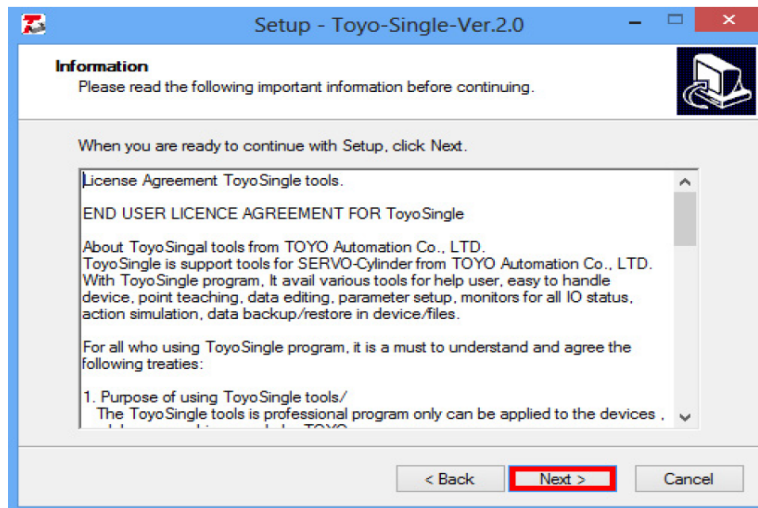 Setup - Toyo-Single-Ver.2.0
Information
Please read the following important information before continuing.
When you are ready to continue with Setup, click Next.
License Agreement ToyoSingle tools.
END USER LICENCE AGREEMENT FOR ToyoSingle
About ToyoSingal tools from TOYO Automation Co., LTD.
ToyoSingle is support tools for SERVO-Cylinder from TOYO Automation Co., LTD.
With ToyoSingle program, It avail various tools for help user, easy to handle
device, point teaching, data editing, parameter setup, monitors for all IO status,
action simulation, data backup/restore in device/files.
For all who using ToyoSingle program, it is a must to understand and agree the
following treaties:
1. Purpose of using ToyoSingle tools/
The ToyoSingle tools is professional program only can be applied to the devices ,
< Back
Next >
Cancel